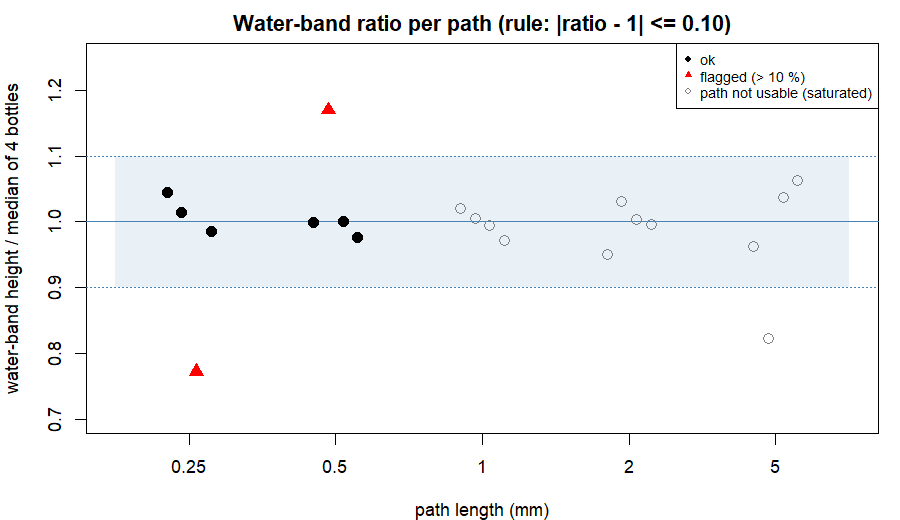 Water-band ratio per path (rule: |ratio - 1| <= 0.10)
ok
flagged (> 10 %)
path not usable (saturated)
water-band height / median of 4 bottles
1.2
1.1
1.0
0.9
0.8
0.7
0.25 0.5 1 2 5
path length (mm)